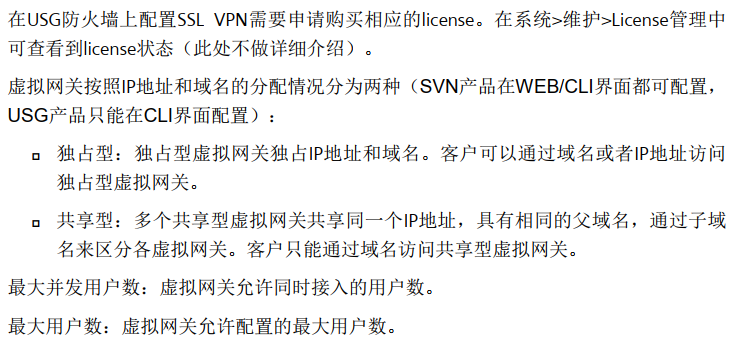 在USG防火墙上配置SSL VPN需要申请购买相应的license。在系统>维护>License管理中
可查看到license状态（此处不做详细介绍）。
虚拟网关按照IP地址和域名的分配情况分为两种（SVN产品在WEB/CLI界面都可配置，
USG产品只能在CLI界面配置）：
独占型：独占型虚拟网关独占IP地址和域名。客户可以通过域名或者IP地址访问
独占型虚拟网关。
共享型：多个共享型虚拟网关共享同一个IP地址，具有相同的父域名，通过子域
名来区分各虚拟网关。客户只能通过域名访问共享型虚拟网关。
最大并发用户数：虚拟网关允许同时接入的用户数。
最大用户数：虚拟网关允许配置的最大用户数。